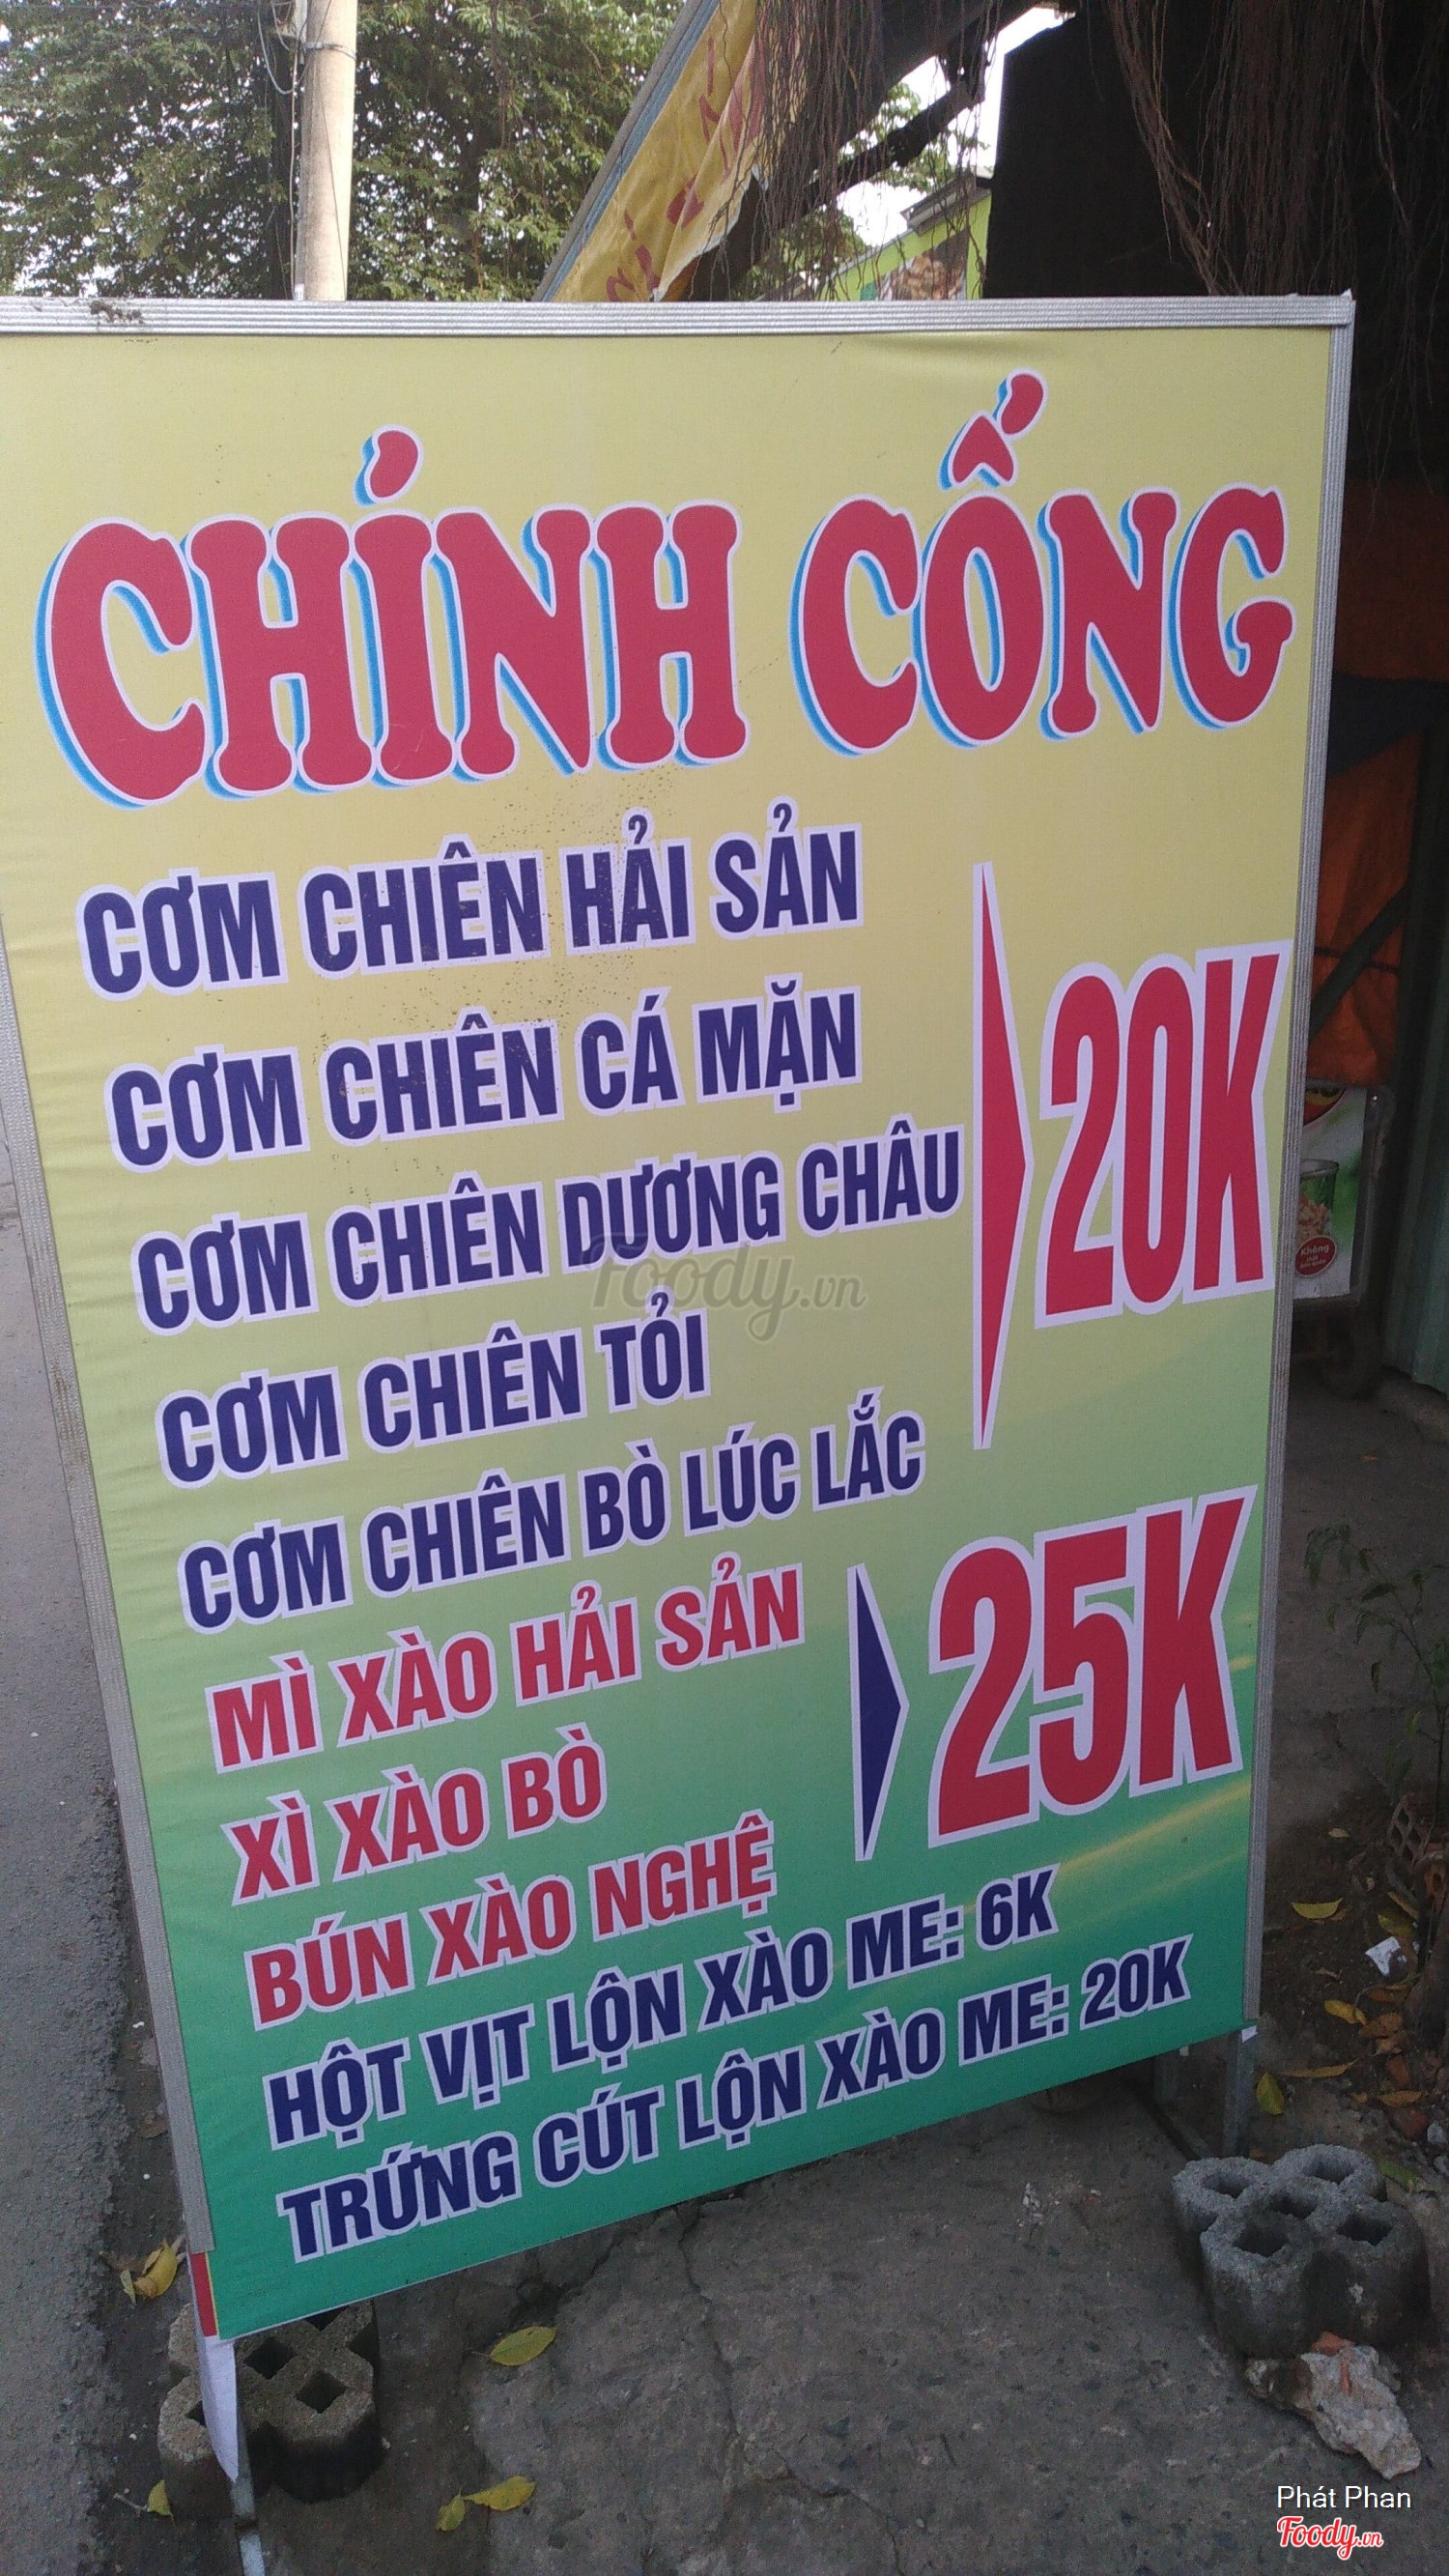 CHÍNH CỐNG
CƠM CHIÊN HẢI SẢN
CƠM CHIÊN CÁ MẶN
CƠM CHIÊN DƯƠNG CHÂU
CƠM CHIÊN TỎI
CƠM CHIÊN BÒ LÚC LẮC
20K
MÌ XÀO HẢI SẢN
XÌ XÀO BÒ
BÚN XÀO NGHỆ
25K
HỘT VỊT LỘN XÀO ME: 6K
TRỨNG CÚT LỘN XÀO ME: 20K
Foody.vn
Không
Phát Phan
Foody.vn